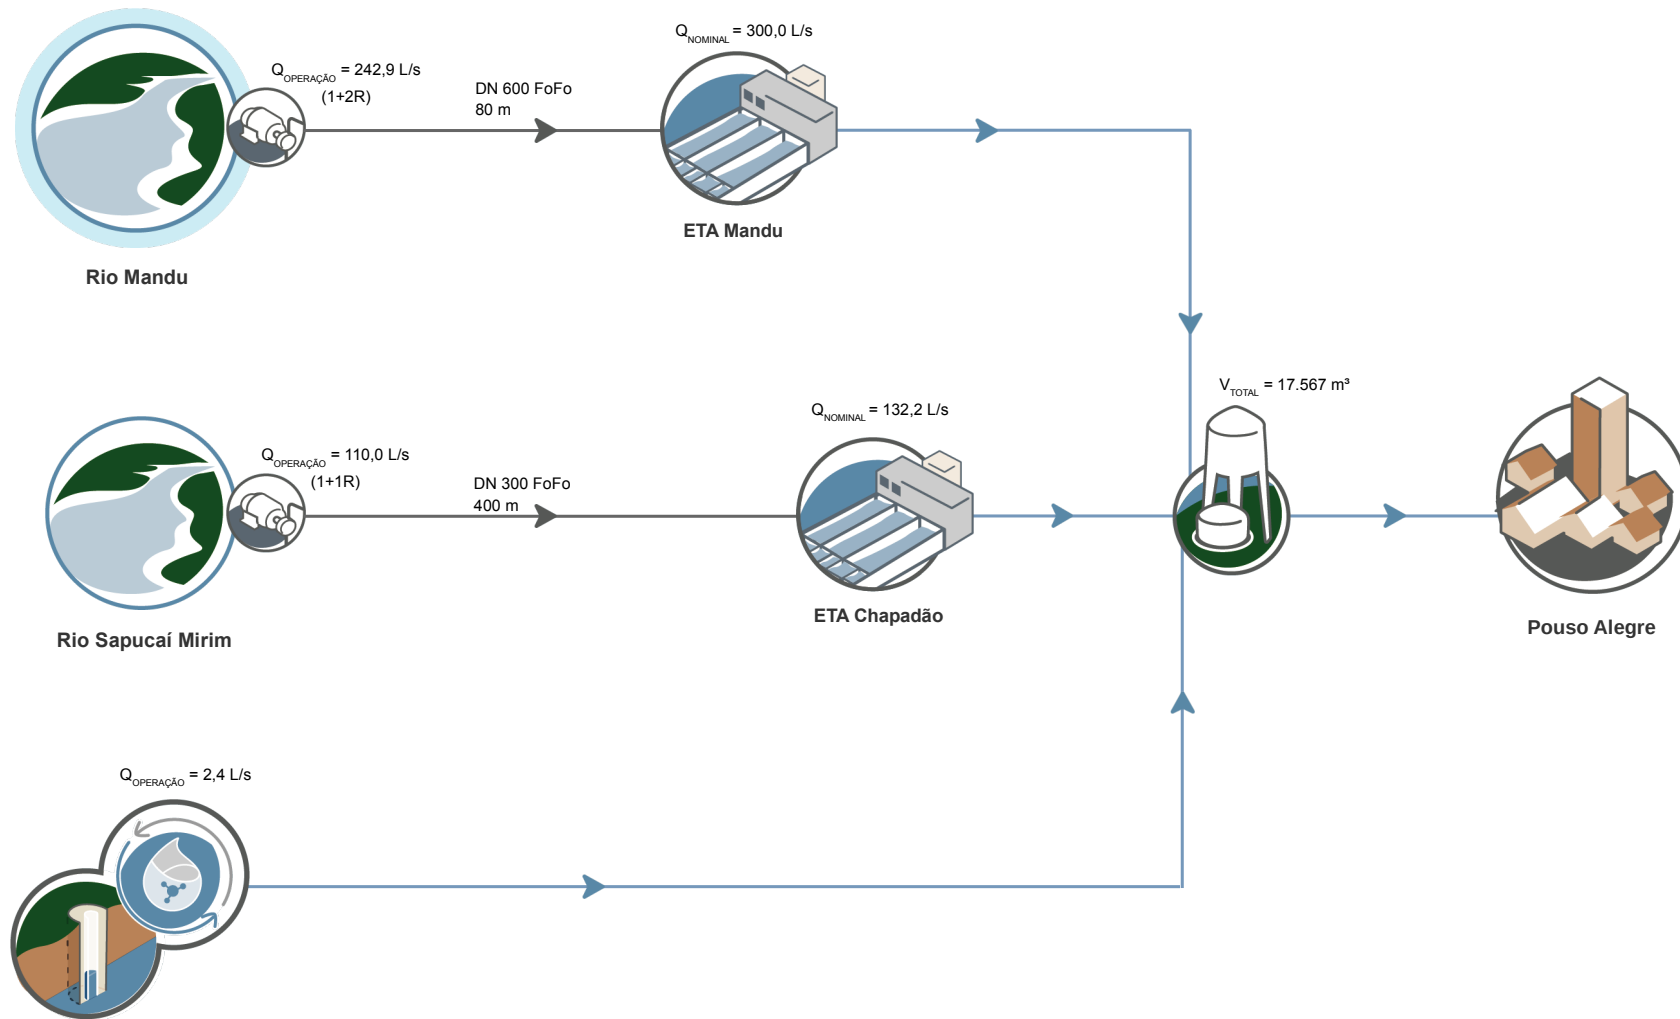 Q NOMINAL = 300,0 L/s
Q OPERAÇÃO = 242,9 L/s
(1+2R)
DN 600 FoFo
80 m
ETA Mandu
Rio Mandu
V TOTAL = 17.567 m³
Q NOMINAL = 132,2 L/s
Q OPERAÇÃO = 110,0 L/s
(1+1R)
DN 300 FoFo
400 m
ETA Chapadão
Pouso Alegre
Rio Sapucaí Mirim
Q OPERAÇÃO = 2,4 L/s